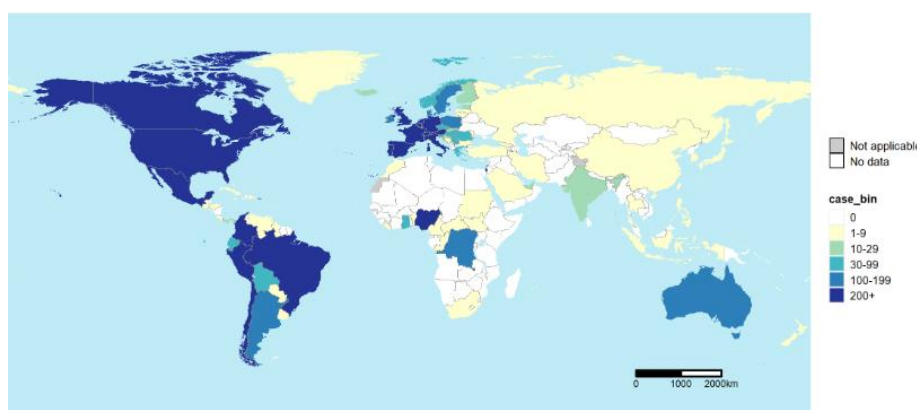 Not applicable
No data
case_bin
0
1-9
10-29
30-99
100-199
200+
0 1000 2000km